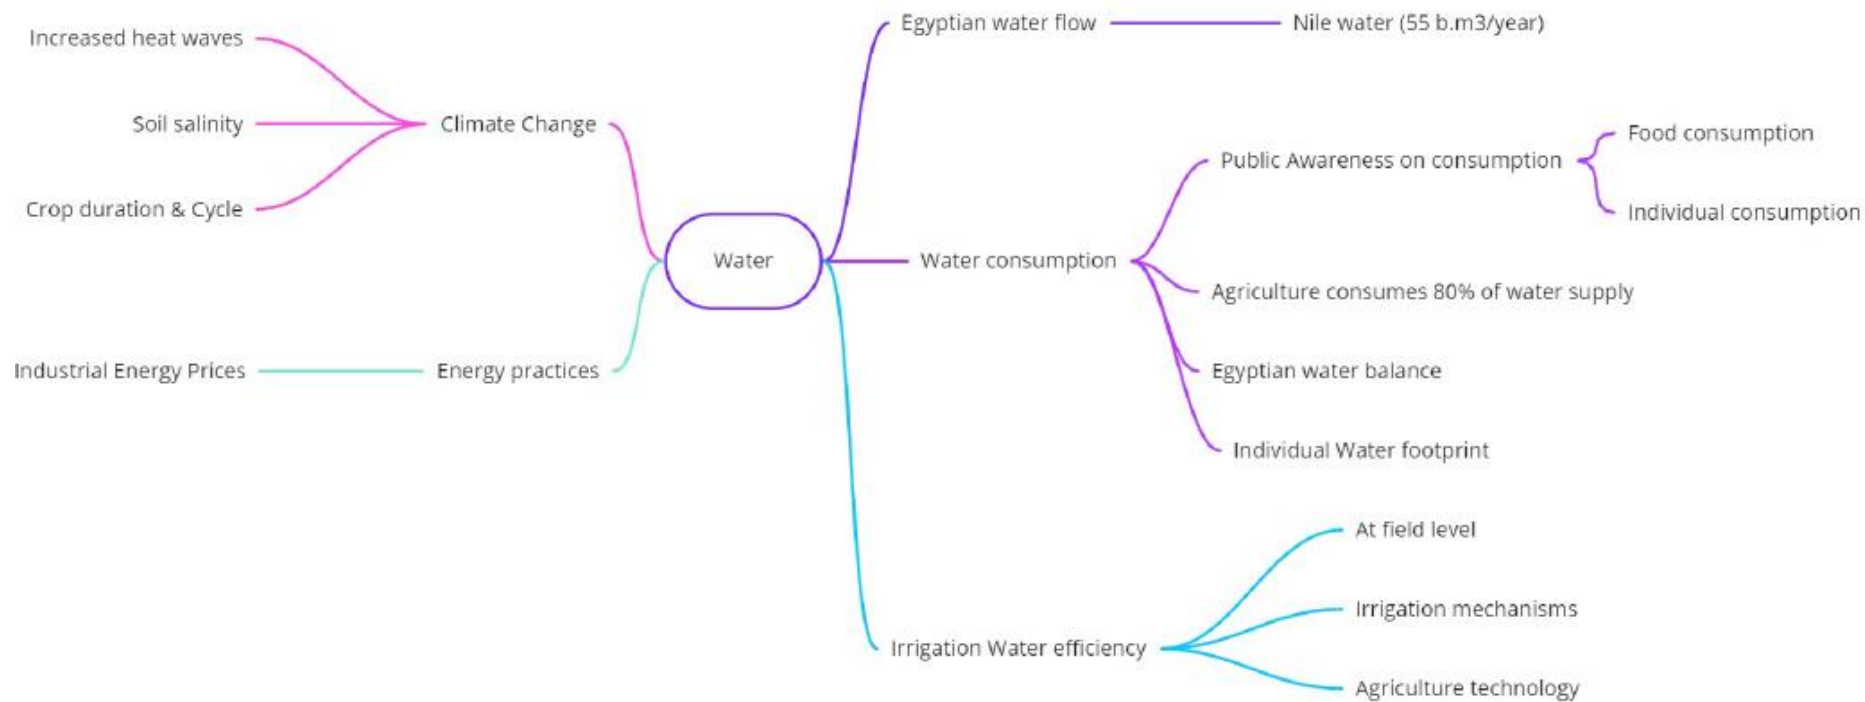 Increased heat waves
Soil salinity
Crop duration & Cycle
Climate Change
Industrial Energy Prices
Energy practices
Water
Egyptian water flow
Nile water (55 b.m3/year)
Water consumption
Public Awareness on consumption
Food consumption
Individual consumption
Agriculture consumes 80% of water supply
Egyptian water balance
Individual Water footprint
Irrigation Water efficiency
At field level
Irrigation mechanisms
Agriculture technology